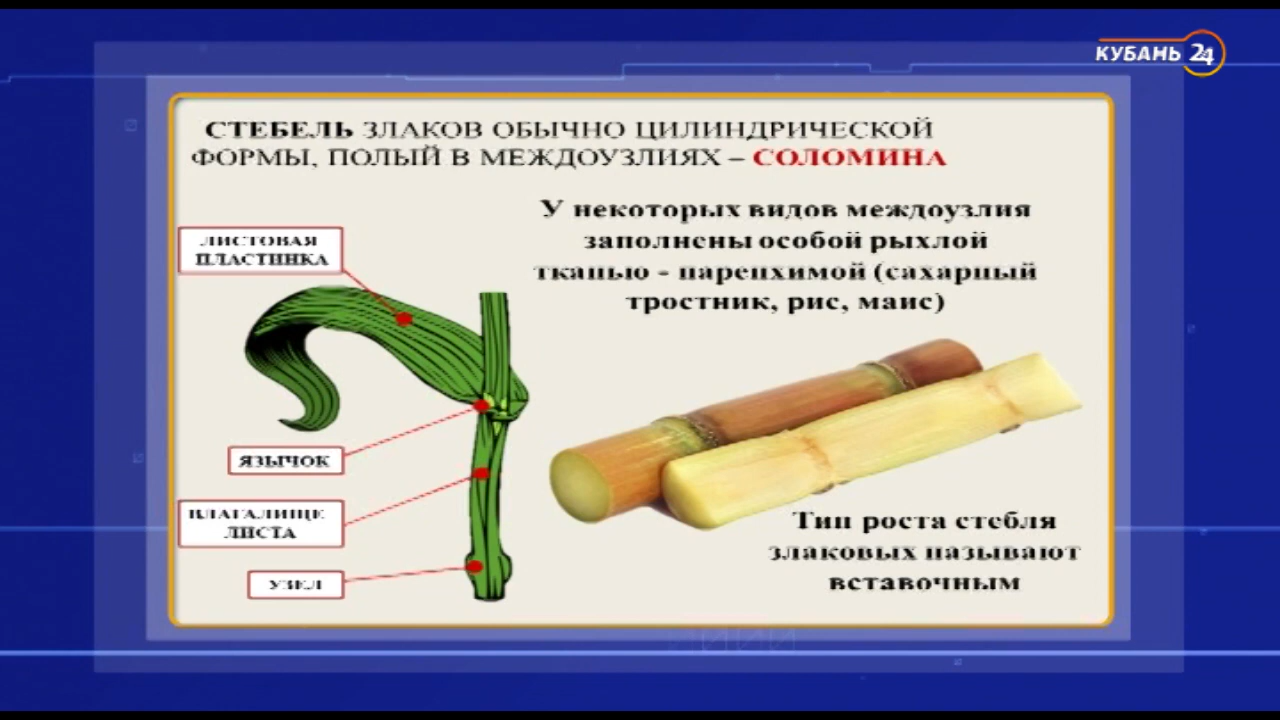 КУБАНЬ 24
СТЕБЕЛЬ ЗЛАКОВ ОБЫЧНО ЦИЛИНДРИЧЕСКОЙ
ФОРМЫ, ПОЛЫЙ В МЕЖДОУЗЛИЯХ – СОЛОМИНА
У некоторых видов междоузлия
заполнены особой рыхлой
тканью - паренхимой (сахарный
тростник, рис, маис)
ЛИСТОВАЯ
ПЛАСТИНКА
ЯЗЫЧОК
ВЛАГАЛИЩЕ
ЛИСТА
УЗЕЛ
Тип роста стебля
злаковых называют
вставочным